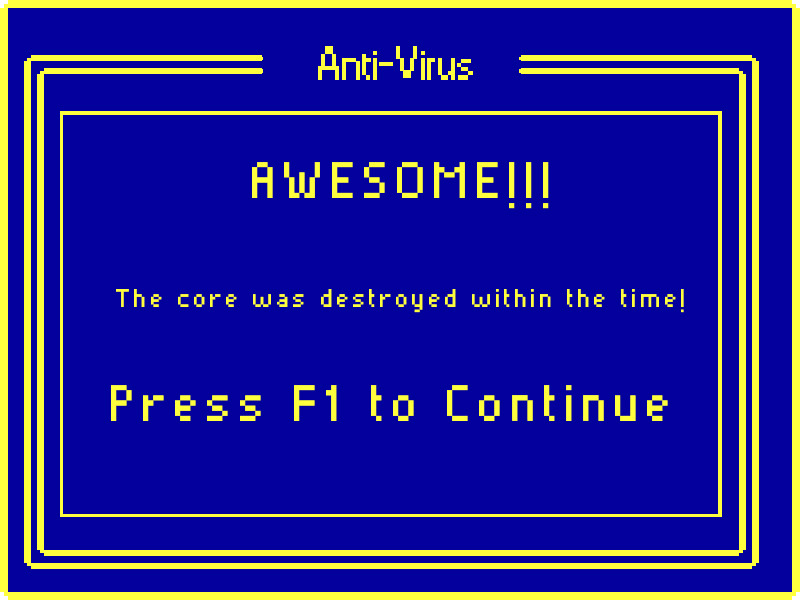 Anti-Virus
AWESOME!!!
The core was destroyed within the time!
Press F1 to Continue